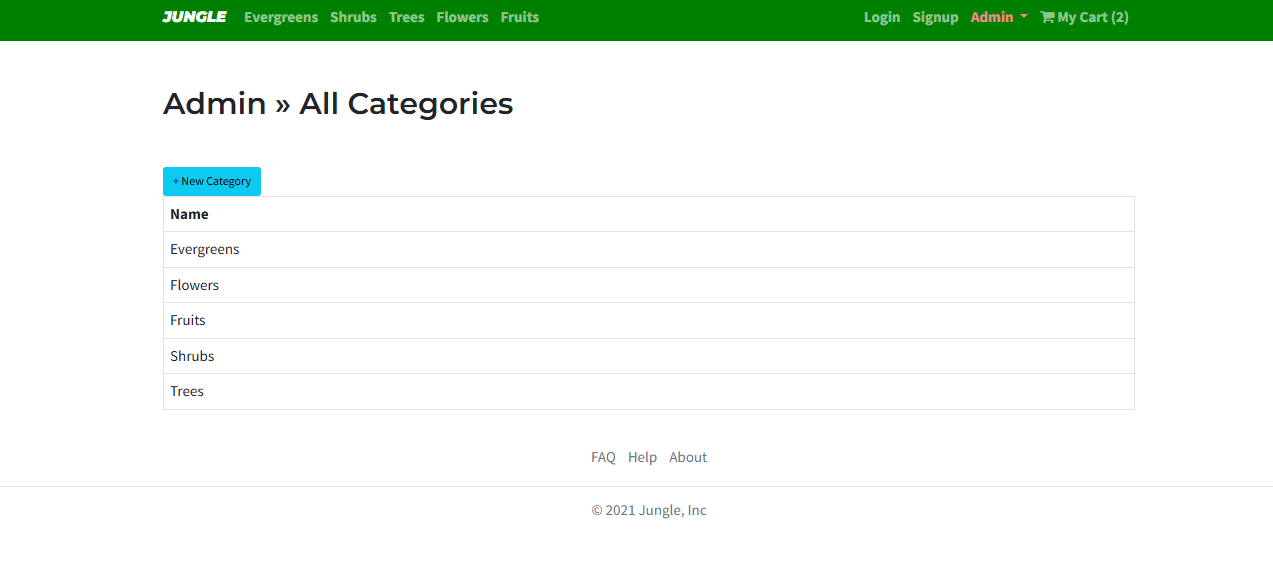 JUNGLE Evergreens Shrubs Trees Flowers Fruits Login Signup Admin My Cart (2)
Admin » All Categories
+ New Category
Name
Evergreens
Flowers
Fruits
Shrubs
Trees
FAQ Help About
© 2021 Jungle, Inc